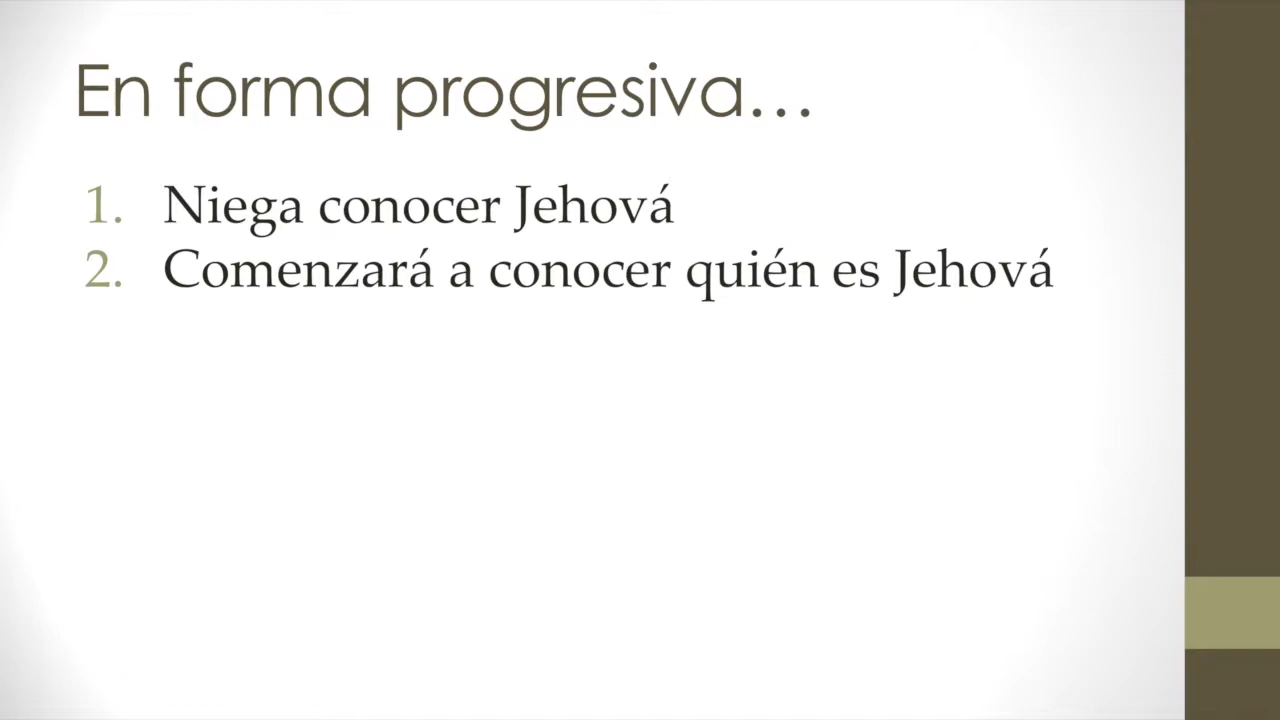 En forma progresiva...
1. Niega conocer Jehová
2. Comenzará a conocer quién es Jehová